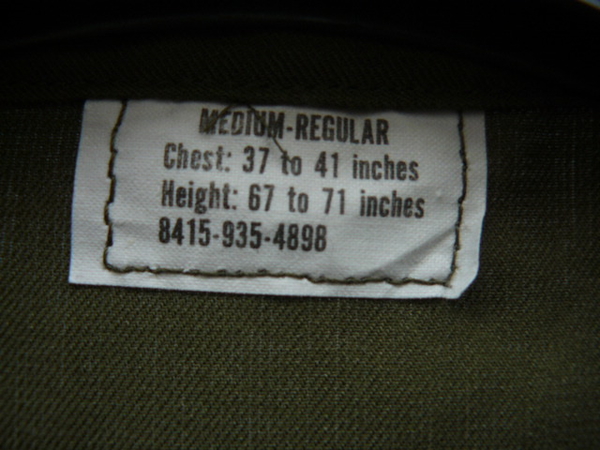 MEDIUM-REGULAR
Chest: 37 to 41 inches
Height: 67 to 71 inches
8415-935-4898